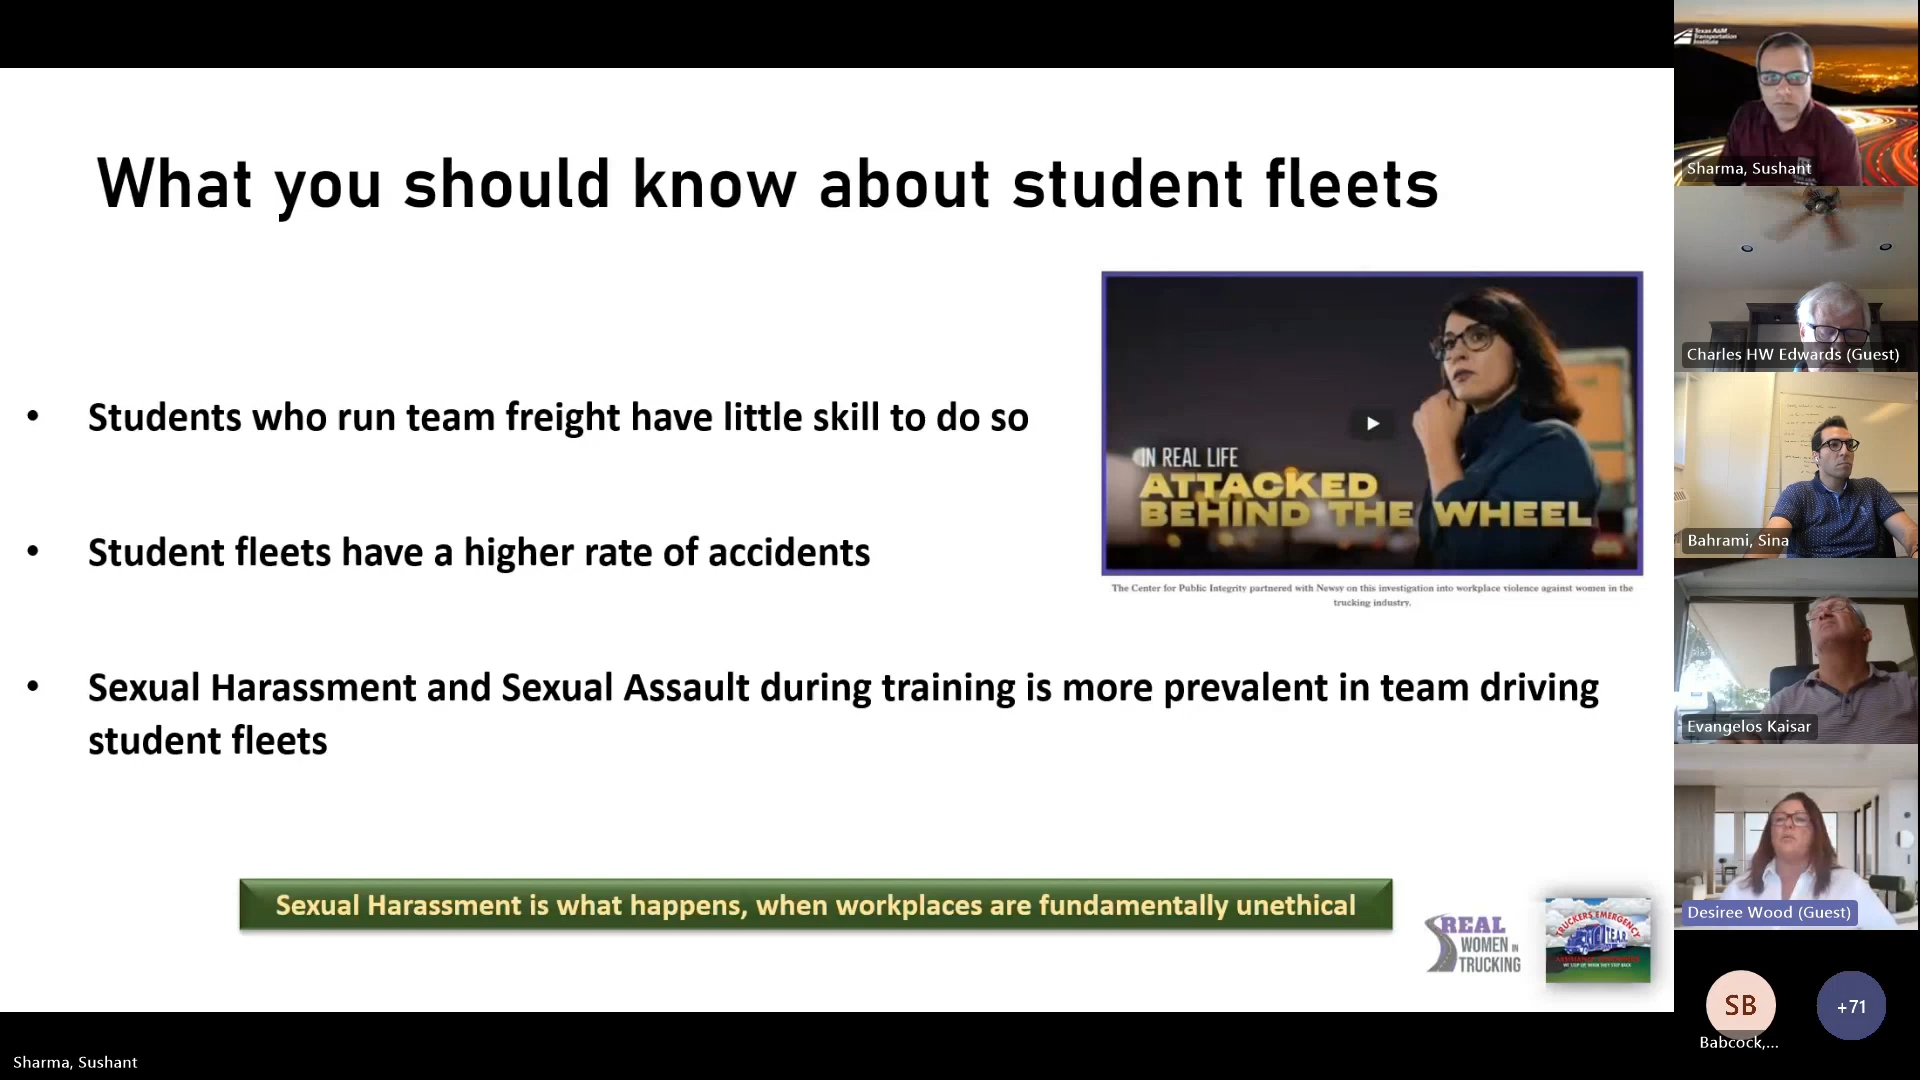 What you should know about student fleets
• Students who run team freight have little skill to do so
• Student fleets have a higher rate of accidents
• Sexual Harassment and Sexual Assault during training is more prevalent in team driving
student fleets
IN REAL LIFE
ATTACKED
BEHIND THE WHEEL
The Center for Public Integrity partnered with Newsy on this investigation into workplace violence against women in the
trucking industry.
Sexual Harassment is what happens, when workplaces are fundamentally unethical
REAL
WOMEN IN
TRUCKING
TRUCKERS EMERGENCY
Texas A&M
Transportation
Institute
Sharma, Sushant
Charles HW Edwards (Guest)
Bahrami, Sina
Evangelos Kaisar
Desiree Wood (Guest)
SB
+71
Babcock,...
Sharma, Sushant